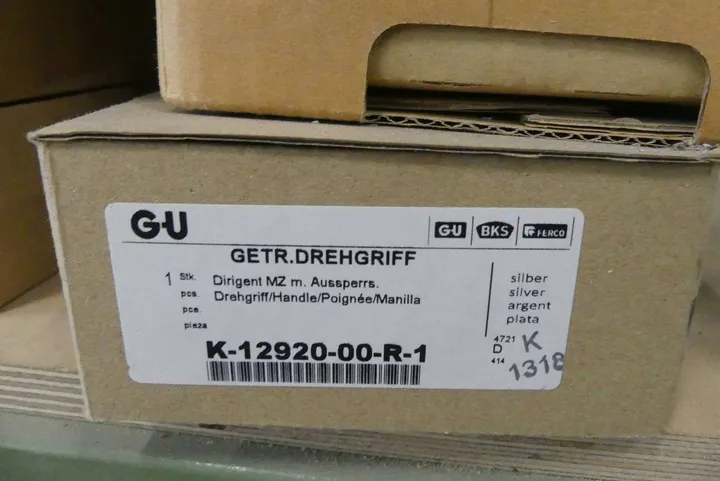 G-U
G-U BKS FERCO
GETR.DREHGRIFF
1 Stk. pcs. pce. pieza
Dirigent MZ m. Aussperrs.
Drehgriff/Handle/Poignée/Manilla
silber
silver
argent
plata
K-12920-00-R-1
4721
D
414
K
1318